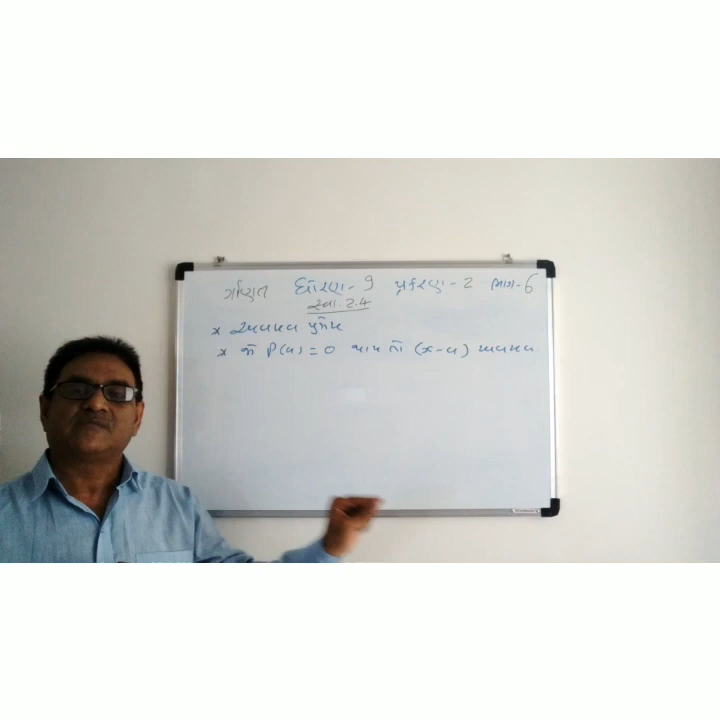 ગણિત ધોરણ - 9 પ્રકરણ - 2 ભાગ - 6
સ્વા. 2.4
x અવયવ પ્રમેય
x જો P(a) = 0 થાય તો (x-a) અવયવ